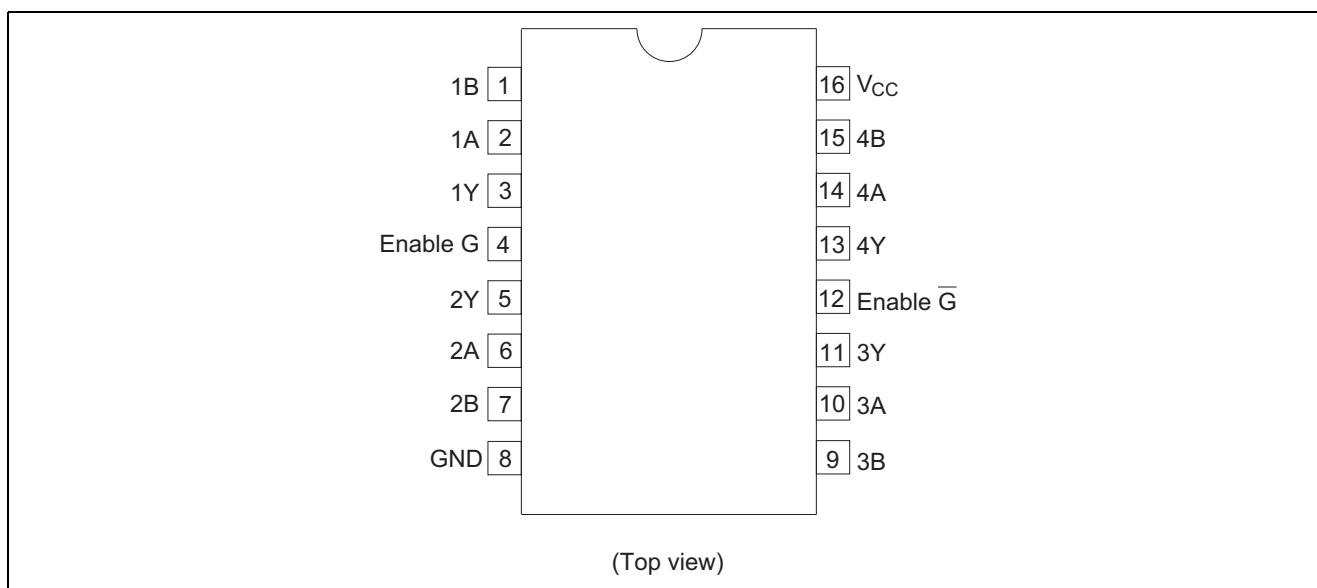 1B 1 16 VCC
1A 2 15 4B
1Y 3 14 4A
Enable G 4 13 4Y
2Y 5 12 Enable G̅
2A 6 11 3Y
2B 7 10 3A
GND 8 9 3B
(Top view)